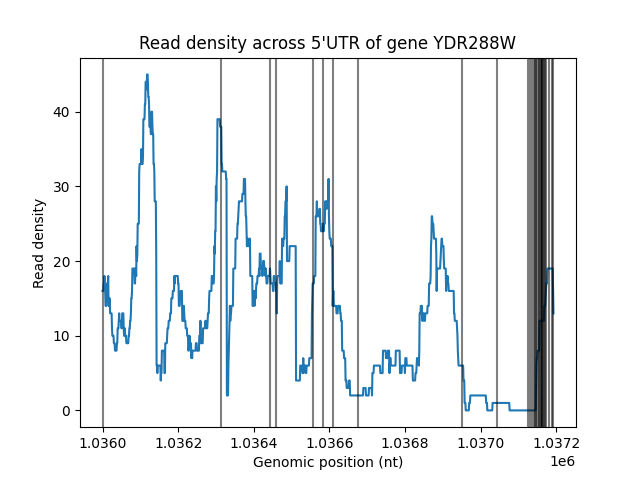 Read density across 5'UTR of gene YDR288W
Read density
40
30
20
10
0
1.0360 1.0362 1.0364 1.0366 1.0368 1.0370 1.0372
1e6
Genomic position (nt)